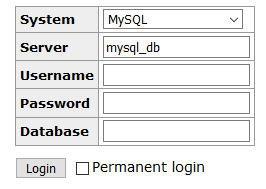 System MySQL
Server mysql_db
Username
Password
Database
Login Permanent login